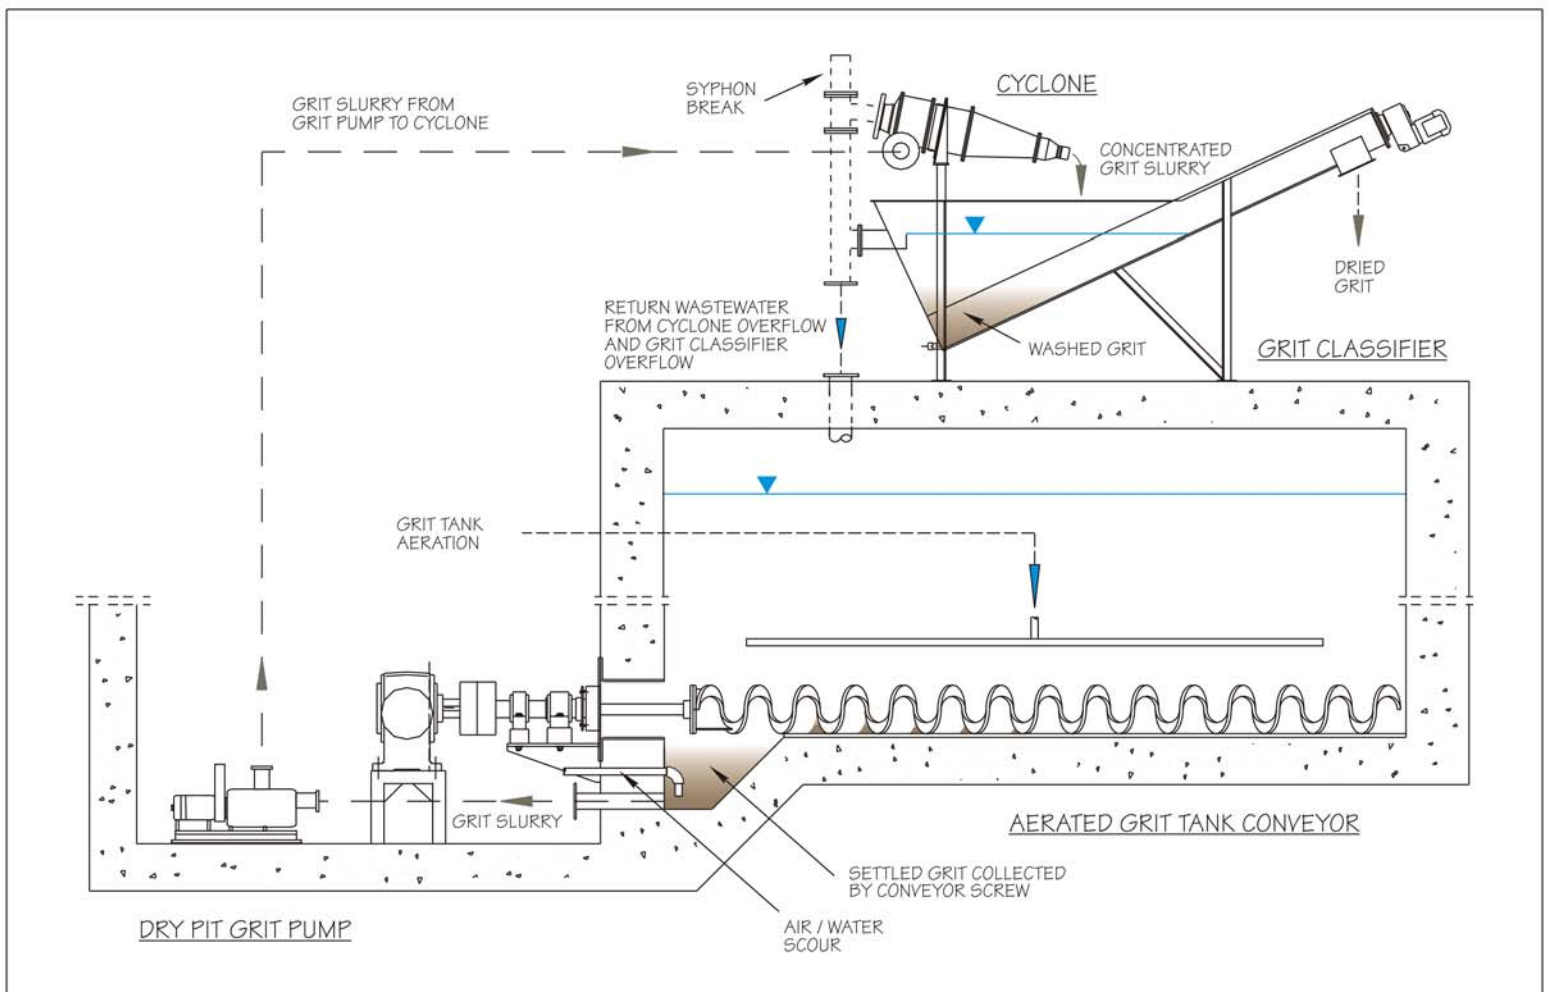 SYPHON
BREAK
CYCLONE
GRIT SLURRY FROM
GRIT PUMP TO CYCLONE
CONCENTRATED
GRIT SLURRY
DRIED
GRIT
RETURN WASTEWATER
FROM CYCLONE OVERFLOW
AND GRIT CLASSIFIER
OVERFLOW
WASHED GRIT
GRIT CLASSIFIER
GRIT TANK
AERATION
GRIT SLURRY
AERATED GRIT TANK CONVEYOR
SETTLED GRIT COLLECTED
BY CONVEYOR SCREW
DRY PIT GRIT PUMP
AIR / WATER
SCOUR